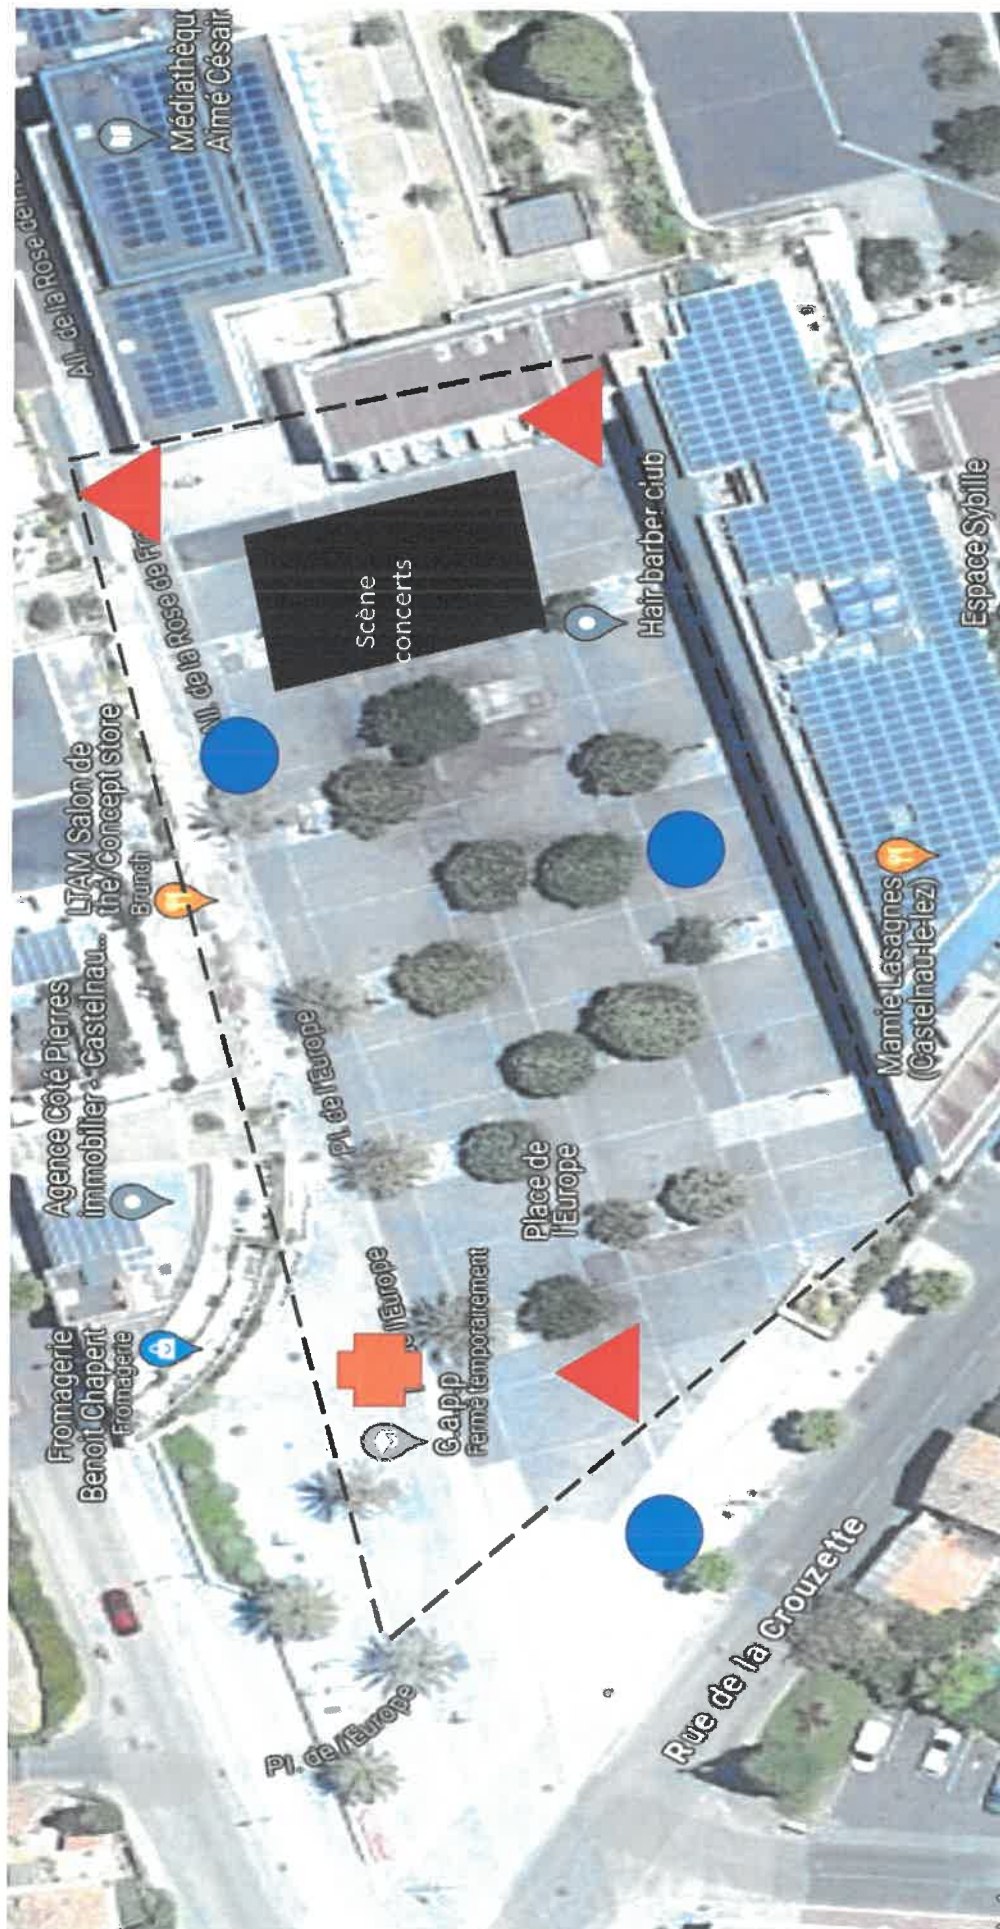 Médiathèqu
Aimé Césair
All. de la Rose de
All. de la Rose de Fr
Scène
concerts
Hair barber club
Espace Sybille
LTAM Salon de
thé/Concept store
Brunch
Mamie Lasagnes
(Castelnau-le-lez)
Agence Côté Pierres
immobilier - Castelnau...
Pl. de l'Europe
Place de
l'Europe
l'Europe
Fromagerie
Benoit Chapert
Fromagerie
G.a.p.p
Fermé temporairement
Pl. de l'Europe
Rue de la Crouzette